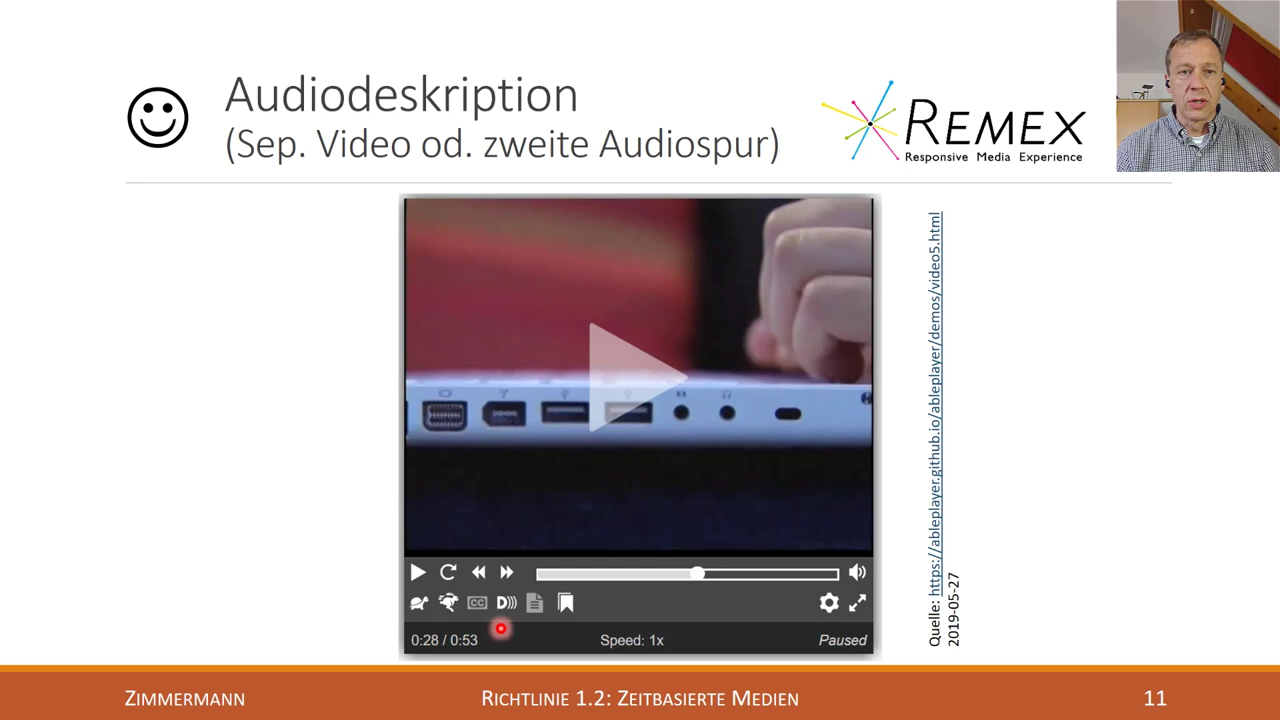 Audiodeskription
(Sep. Video od. zweite Audiospur)
REMEX
Responsive Media Experience
CC
D
0:28 / 0:53
Speed: 1x
Paused
Quelle: https://ableplayer.github.io/ableplayer/demos/video5.html
2019-05-27
ZIMMERMANN
RICHTLINIE 1.2: ZEITBASIERTE MEDIEN
11